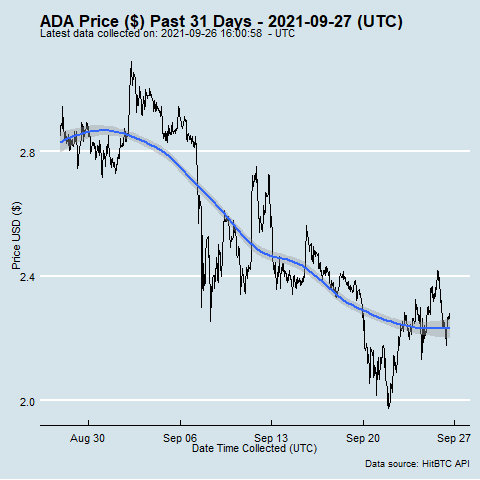 ADA Price ($) Past 31 Days - 2021-09-27 (UTC)
Latest data collected on: 2021-09-26 16:00:58 - UTC
2.8
2.4
2.0
Price USD ($)
Aug 30 Sep 06 Sep 13 Sep 20 Sep 27
Date Time Collected (UTC)
Data source: HitBTC API